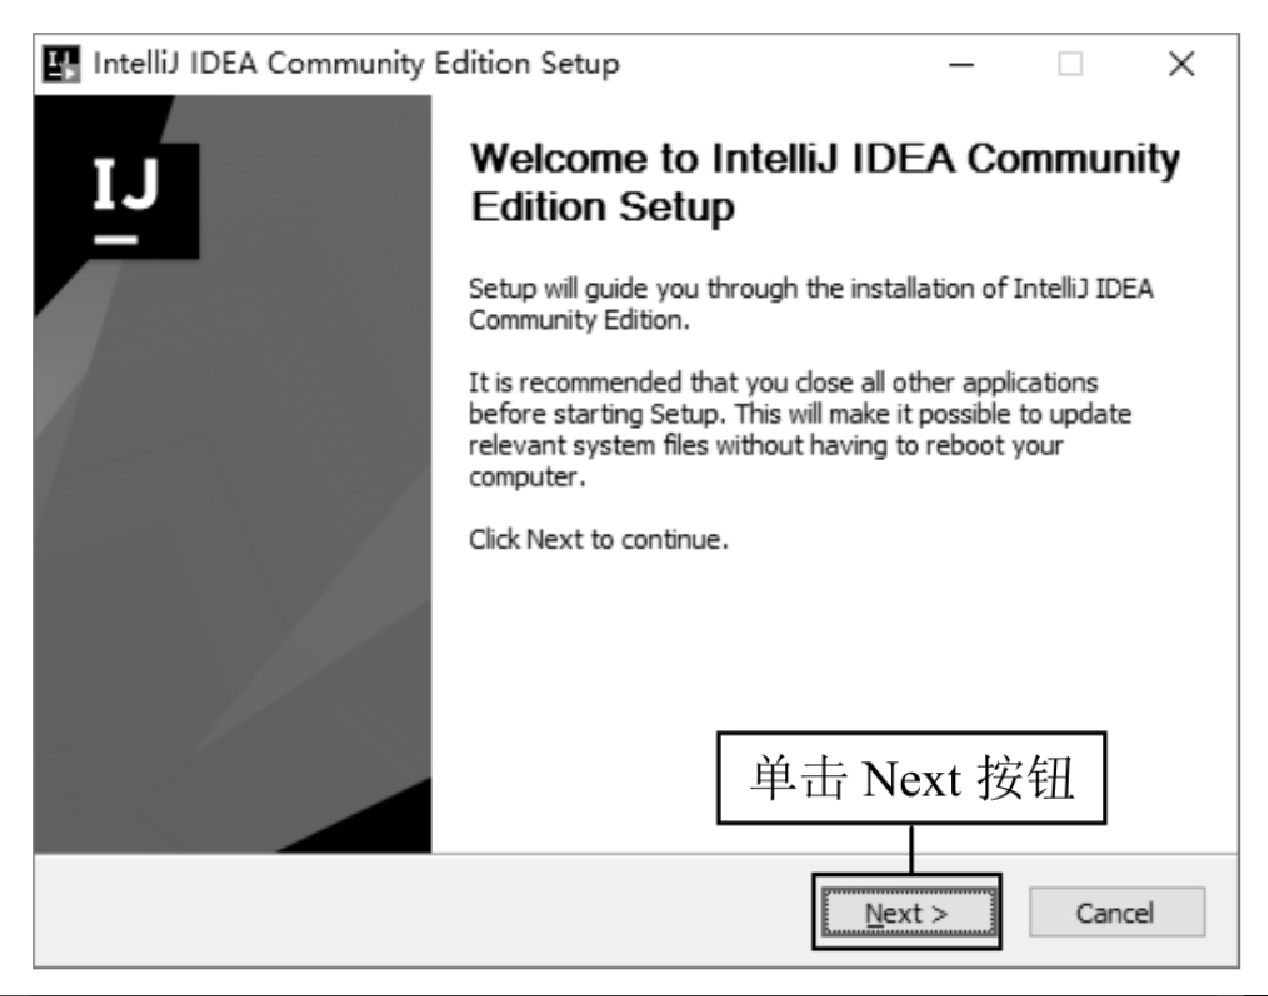 IntelliJ IDEA Community Edition Setup
IJ
Welcome to IntelliJ IDEA Community
Edition Setup
Setup will guide you through the installation of IntelliJ IDEA
Community Edition.
It is recommended that you close all other applications
before starting Setup. This will make it possible to update
relevant system files without having to reboot your
computer.
Click Next to continue.
单击 Next 按钮
Next >
Cancel